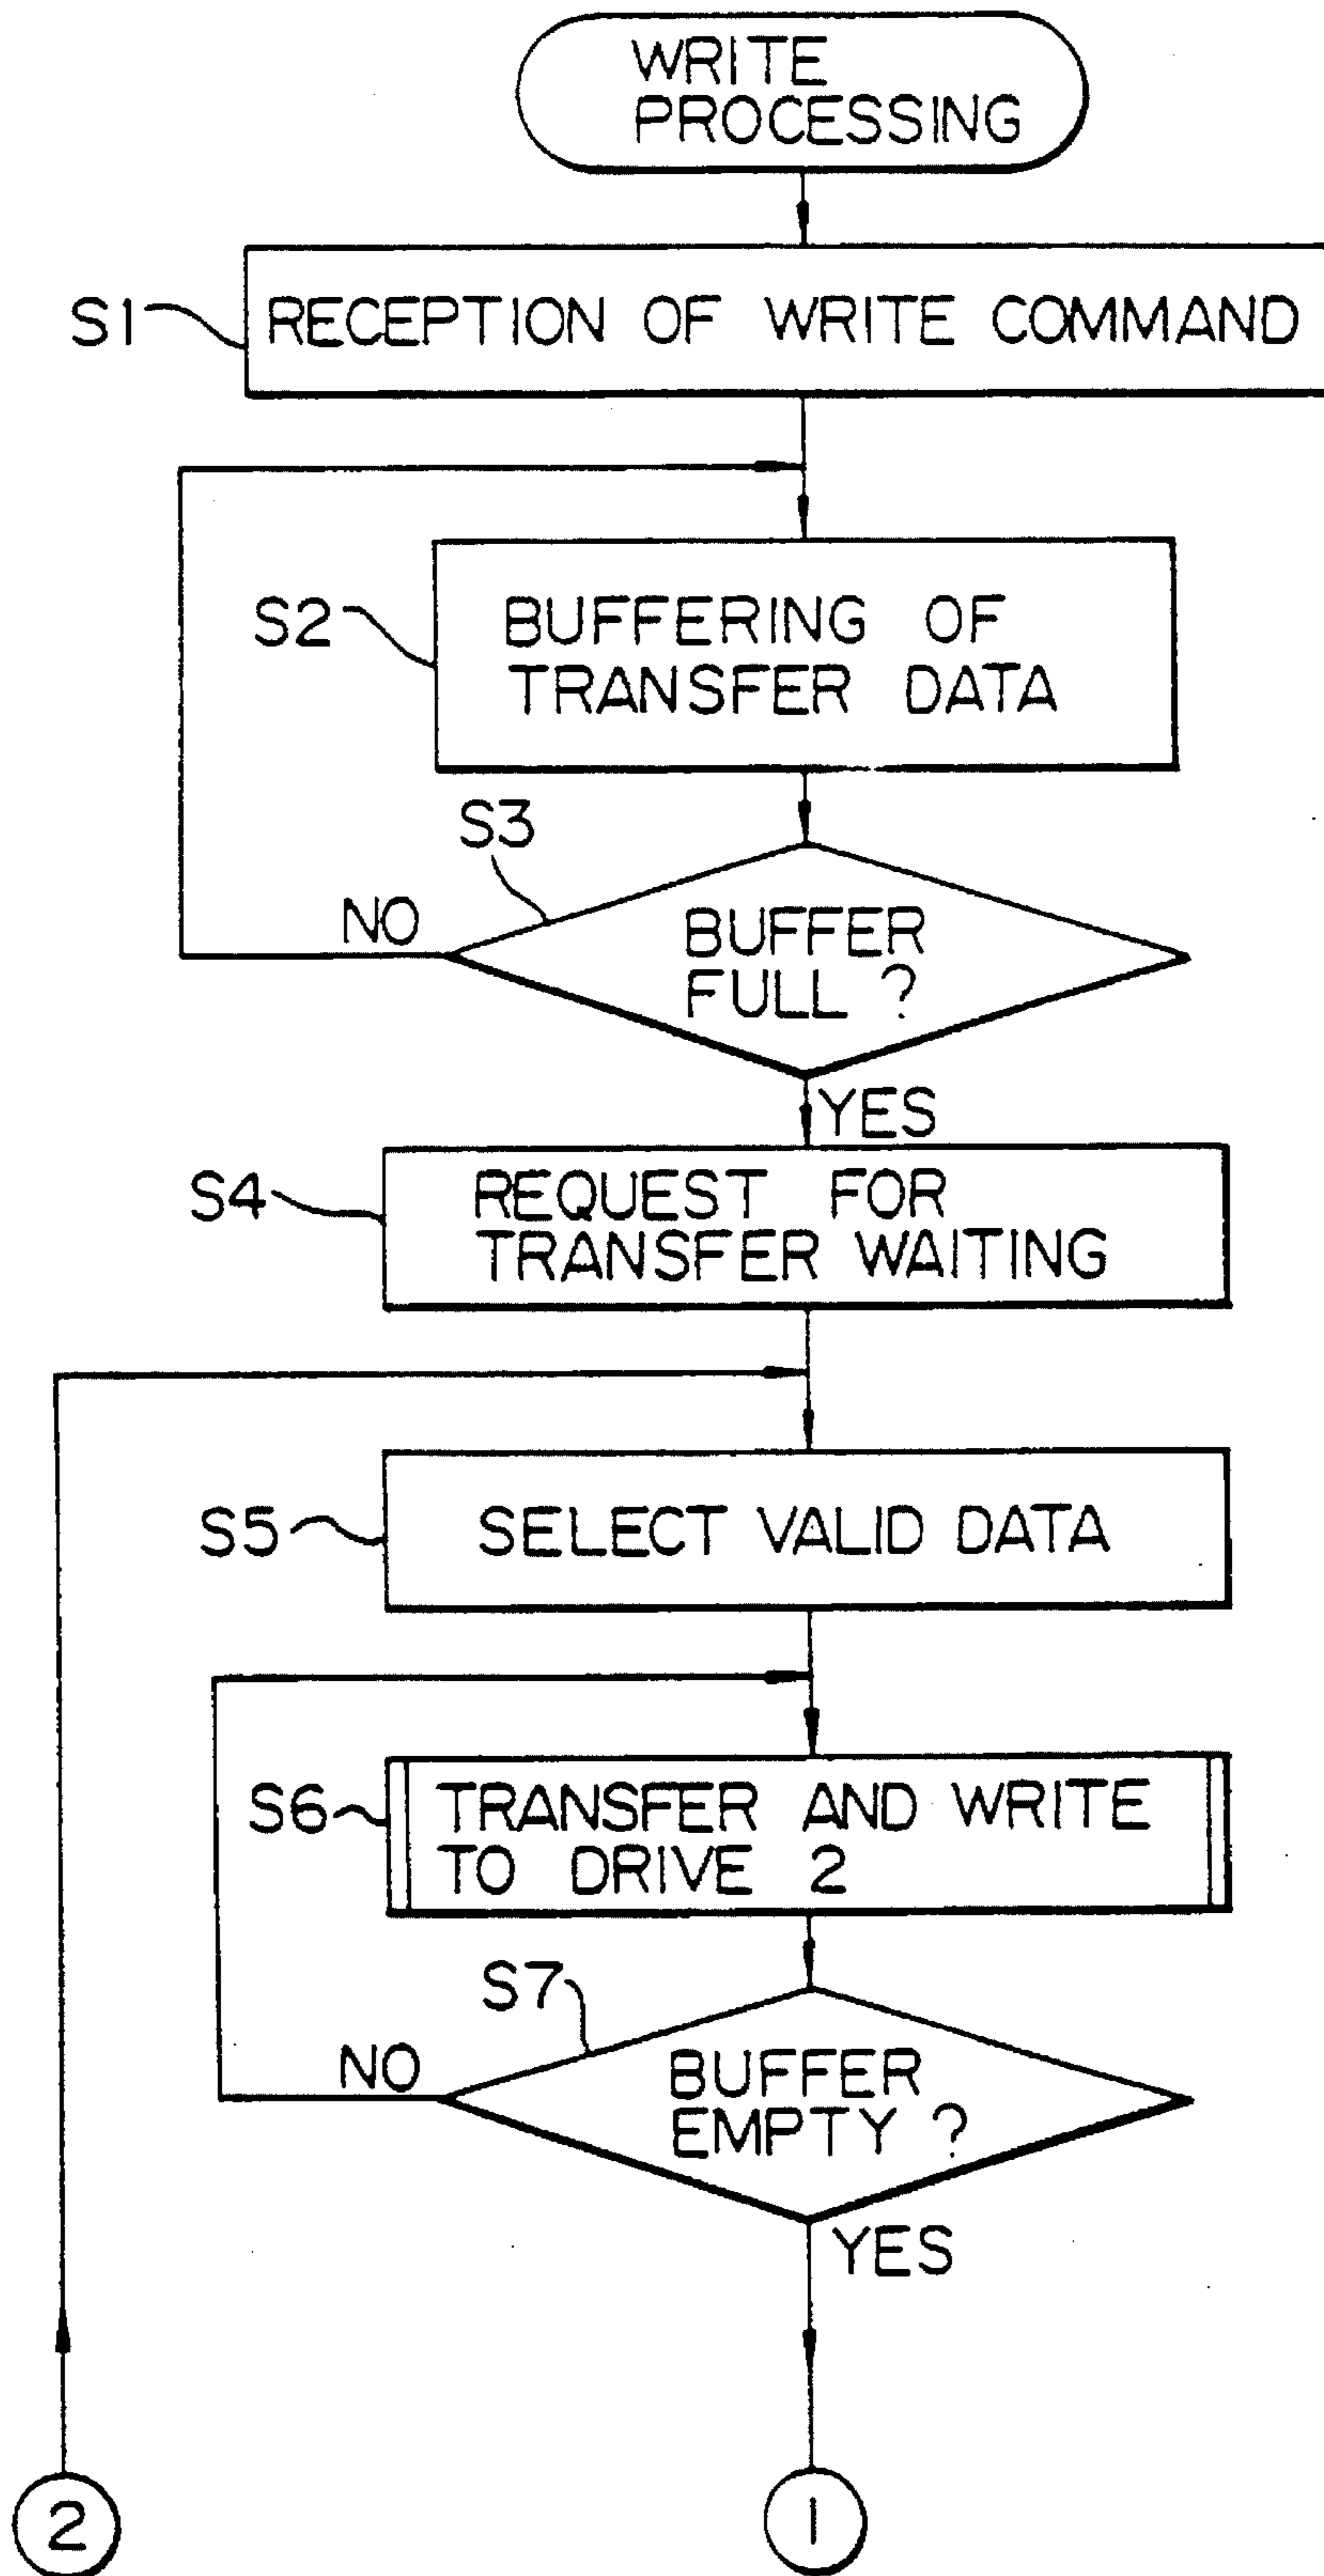 WRITE
PROCESSING
S1
RECEPTION OF WRITE COMMAND
S2
BUFFERING OF
TRANSFER DATA
S3
NO
BUFFER
FULL ?
YES
S4
REQUEST FOR
TRANSFER WAITING
S5
SELECT VALID DATA
S6
TRANSFER AND WRITE
TO DRIVE 2
S7
NO
BUFFER
EMPTY ?
YES
2
1